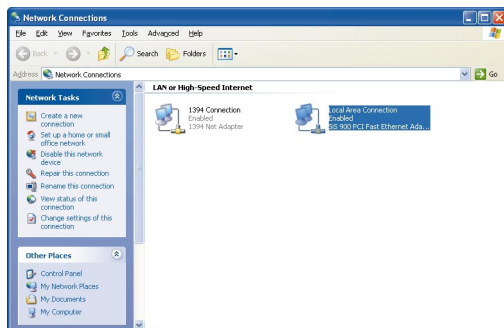 Network Connections
File Edit View Favorites Tools Advanced Help
Back Search Folders
Address Network Connections Go
Network Tasks
Create a new
connection
Set up a home or small
office network
Disable this network
device
Repair this connection
Rename this connection
View status of this
connection
Change settings of this
connection
Other Places
Control Panel
My Network Places
My Documents
My Computer
LAN or High-Speed Internet
1394 Connection
Enabled
1394 Net Adapter
Local Area Connection
Enabled
SiS 900 PCI Fast Ethernet Ada...